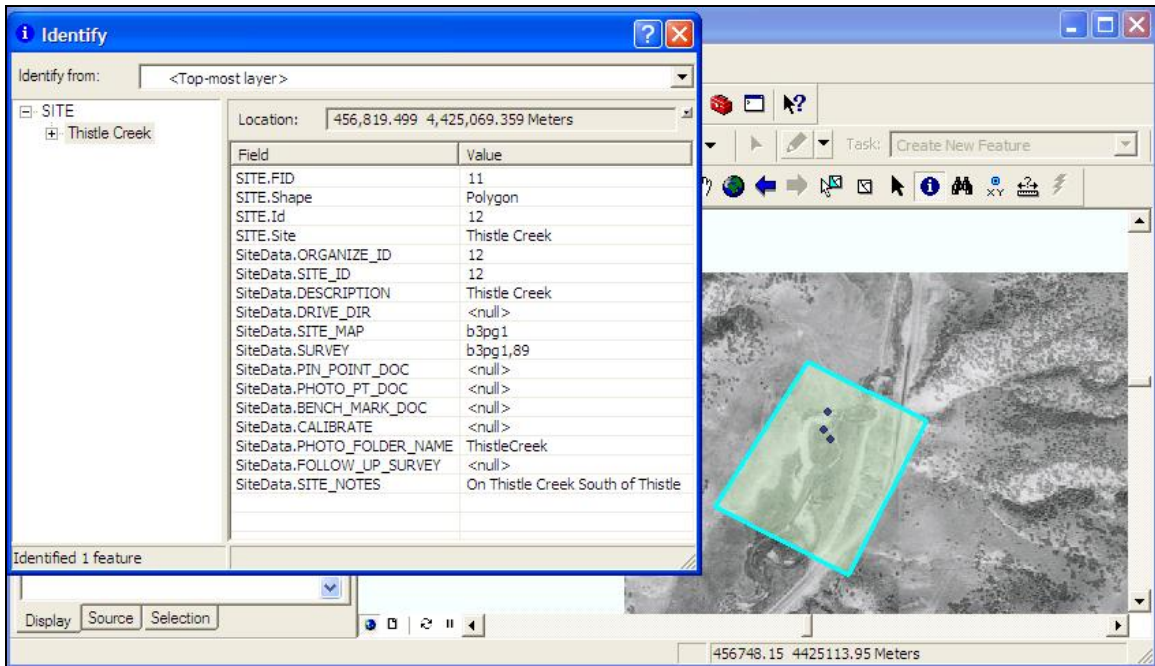 Identify
Identify from: <Top-most layer>
SITE
Thistle Creek
Location: 456,819.499 4,425,069.359 Meters
Field Value
SITE.FID 11
SITE.Shape Polygon
SITE.Id 12
SITE.Site Thistle Creek
SiteData.ORGANIZE_ID 12
SiteData.SITE_ID 12
SiteData.DESCRIPTION Thistle Creek
SiteData.DRIVE_DIR <null>
SiteData.SITE_MAP b3pg1
SiteData.SURVEY b3pg1,89
SiteData.PIN_POINT_DOC <null>
SiteData.PHOTO_PT_DOC <null>
SiteData.BENCH_MARK_DOC <null>
SiteData.CALIBRATE <null>
SiteData.PHOTO_FOLDER_NAME ThistleCreek
SiteData.FOLLOW_UP_SURVEY <null>
SiteData.SITE_NOTES On Thistle Creek South of Thistle
Identified 1 feature
Task: Create New Feature
XY
Display Source Selection
456748.15 4425113.95 Meters